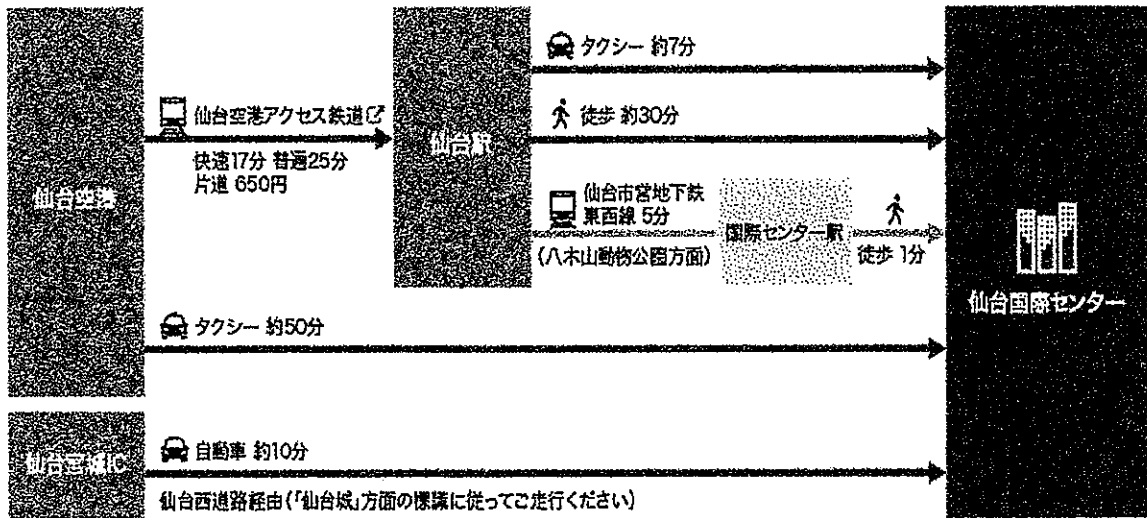 タクシー 約7分
仙台空港アクセス鉄道
徒歩 約30分
仙台駅
快速17分 普通25分
片道 650円
仙台空港
仙台市営地下鉄
東西線 5分
国際センター駅
(八木山動物公園方面)
徒歩 1分
仙台国際センター
タクシー 約50分
仙台宮城IC
自動車 約10分
仙台西道路経由(「仙台城」方面の標識に従ってご走行ください)